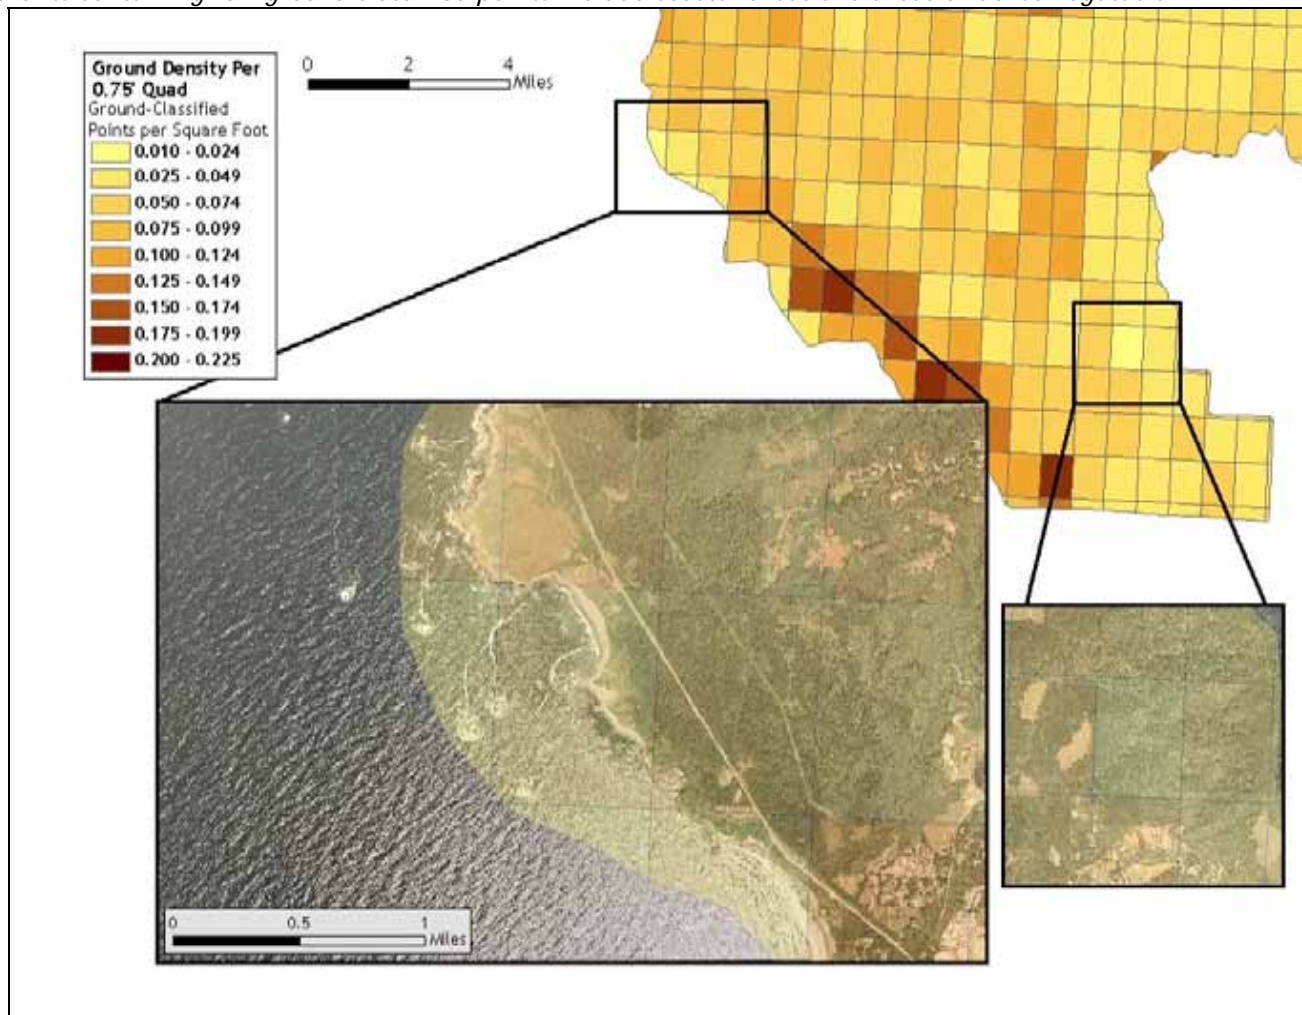 Ground Density Per
0.75' Quad
Ground-Classified
Points per Square Foot
0.010 - 0.024
0.025 - 0.049
0.050 - 0.074
0.075 - 0.099
0.100 - 0.124
0.125 - 0.149
0.150 - 0.174
0.175 - 0.199
0.200 - 0.225
0 2 4
Miles
0 0.5 1
Miles